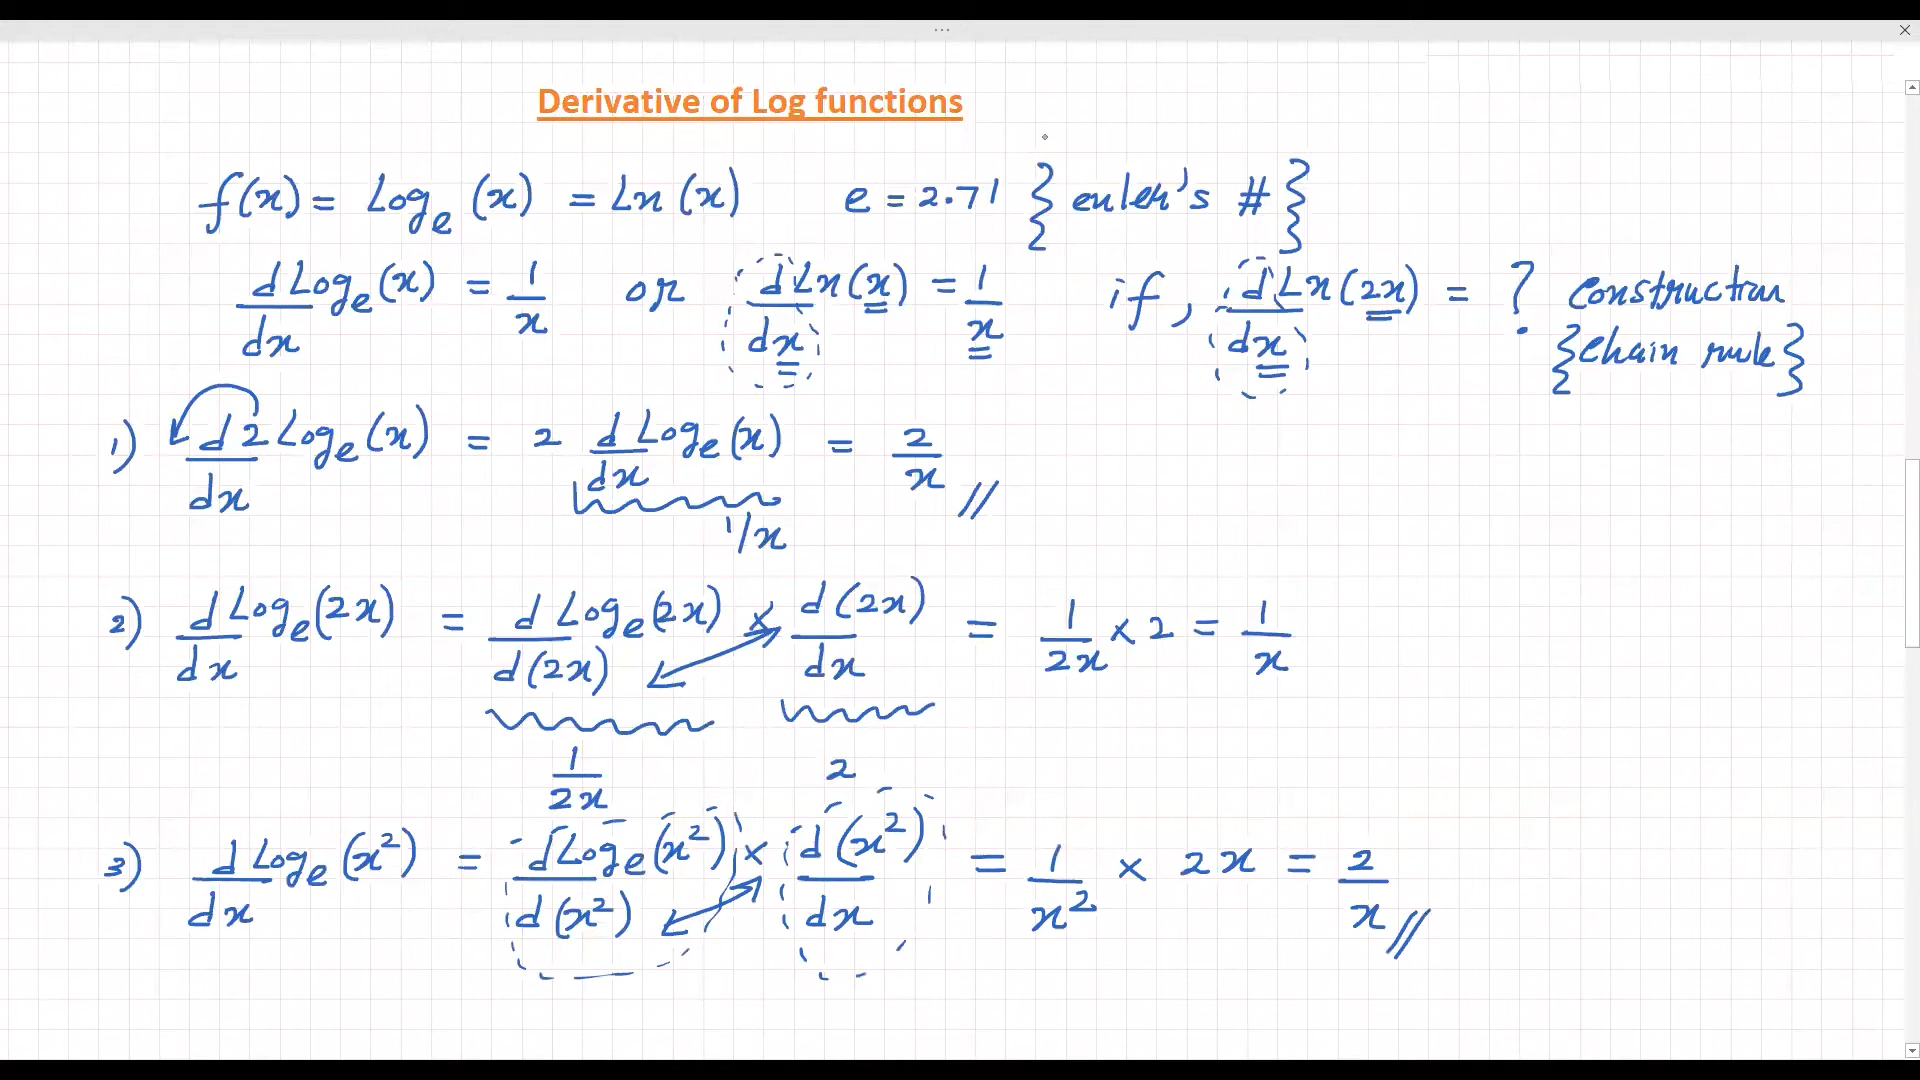 Derivative of Log functions
f(x) = Logₑ(x) = Ln(x) e = 2.71 {euler's #}
d/dx Logₑ(x) = 1/x or d/dx Ln(x) = 1/x if, d/dx Ln(2x) = ? Construction
{Chain rule}
1) d/dx 2 Logₑ(x) = 2 d/dx Logₑ(x) = 2/x //
1/x
2) d/dx Logₑ(2x) = d Logₑ(2x)/d(2x) × d(2x)/dx = 1/2x × 2 = 1/x
1/2x 2
3) d/dx Logₑ(x²) = d Logₑ(x²)/d(x²) × d(x²)/dx = 1/x² × 2x = 2/x //